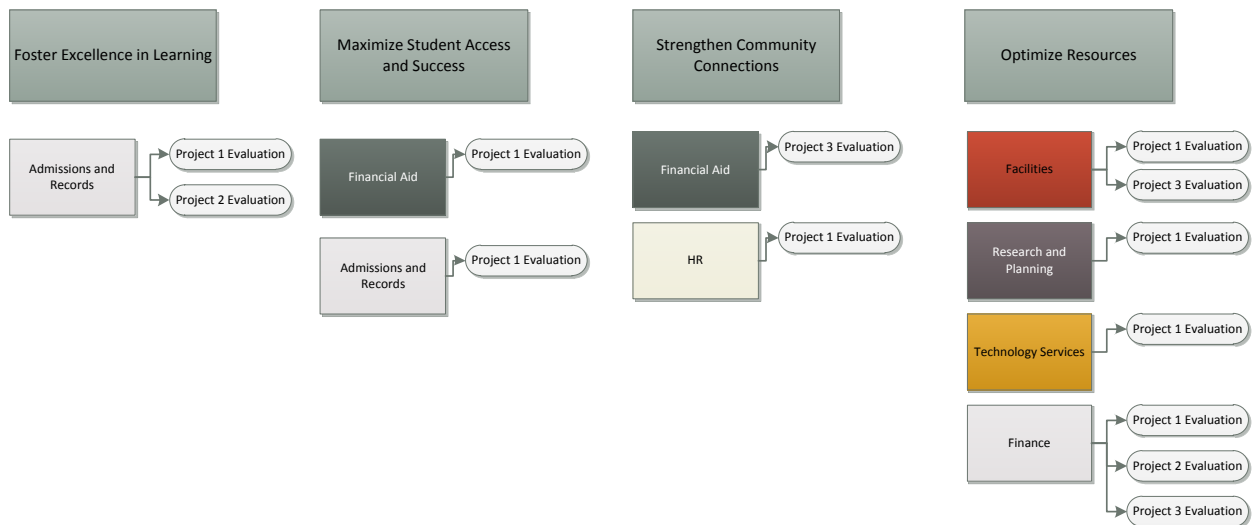 Foster Excellence in Learning
Maximize Student Access
and Success
Strengthen Community
Connections
Optimize Resources
Admissions and
Records
Project 1 Evaluation
Project 2 Evaluation
Financial Aid
Project 1 Evaluation
Admissions and
Records
Project 1 Evaluation
Financial Aid
Project 3 Evaluation
HR
Project 1 Evaluation
Facilities
Project 1 Evaluation
Project 3 Evaluation
Research and
Planning
Project 1 Evaluation
Technology Services
Project 1 Evaluation
Finance
Project 1 Evaluation
Project 2 Evaluation
Project 3 Evaluation